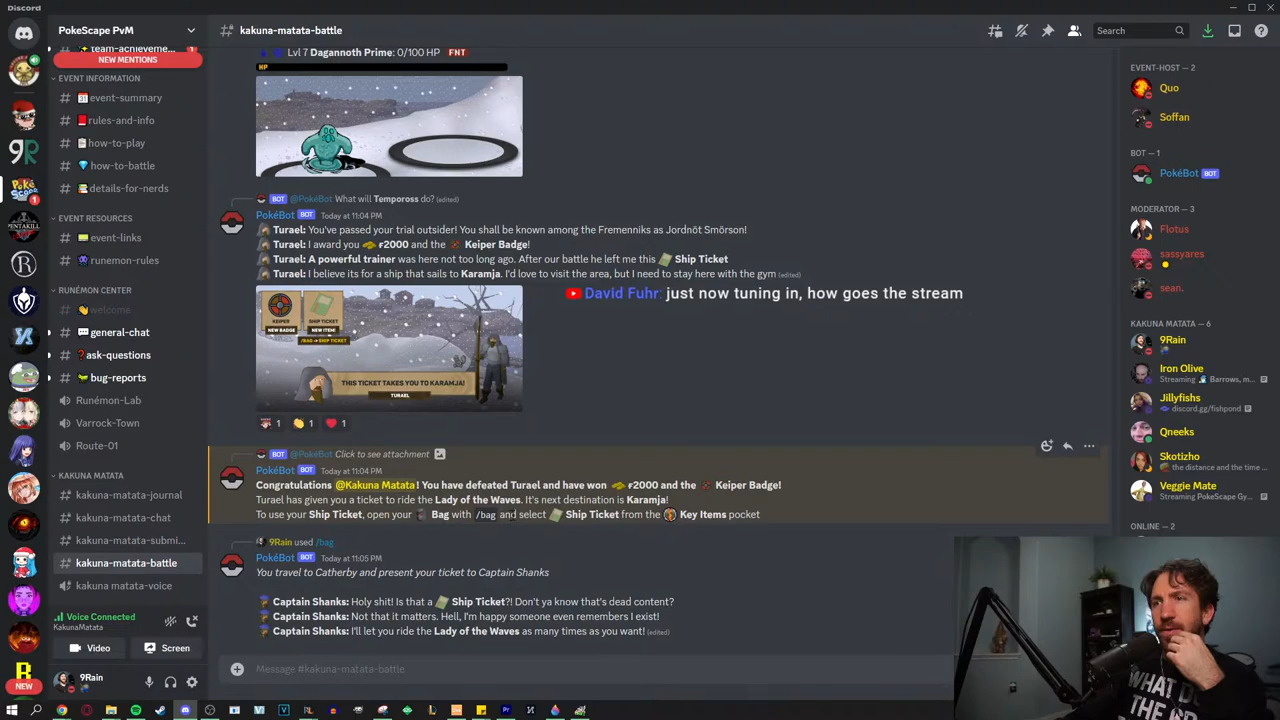 Discord
PokeScape PvM
team-achieveme...
1
NEW MENTIONS
EVENT INFORMATION
event-summary
rules-and-info
how-to-play
how-to-battle
details-for-nerds
EVENT RESOURCES
event-links
runemon-rules
RUNÉMON CENTER
welcome
general-chat
ask-questions
bug-reports
Runémon-Lab
Varrock-Town
Route-01
KAKUNA MATATA
kakuna-matata-journal
kakuna-matata-chat
kakuna-matata-submi...
kakuna-matata-battle
kakuna matata-voice
Voice Connected
KakunaMatata
Video
Screen
9Rain
NEW
kakuna-matata-battle
Search
Lvl 7 Dagannoth Prime: 0/100 HP FNT
HP
BOT @PokéBot What will Tempoross do? (edited)
PokéBot BOT Today at 11:04 PM
Turael: You've passed your trial outsider! You shall be known among the Fremenniks as Jordnōt Smōrson!
Turael: I award you ₽2000 and the Keiper Badge!
Turael: A powerful trainer was here not too long ago. After our battle he left me this Ship Ticket
Turael: I believe its for a ship that sails to Karamja. I'd love to visit the area, but I need to stay here with the gym (edited)
David Fuhr: just now tuning in, how goes the stream
KEIPER
NEW BADGE
SHIP TICKET
NEW ITEM!
/BAG → SHIP TICKET
THIS TICKET TAKES YOU TO KARAMJA!
TURAEL
1 1 1
BOT @PokéBot Click to see attachment
PokéBot BOT Today at 11:04 PM
Congratulations @Kakuna Matata! You have defeated Turael and have won ₽2000 and the Keiper Badge!
Turael has given you a ticket to ride the Lady of the Waves. It's next destination is Karamja!
To use your Ship Ticket, open your Bag with /bag and select Ship Ticket from the Key Items pocket
9Rain used /bag
PokéBot BOT Today at 11:05 PM
You travel to Catherby and present your ticket to Captain Shanks
Captain Shanks: Holy shit! Is that a Ship Ticket?! Don't ya know that's dead content?
Captain Shanks: Not that it matters. Hell, I'm happy someone even remembers I exist!
Captain Shanks: I'll let you ride the Lady of the Waves as many times as you want! (edited)
Message #kakuna-matata-battle
EVENT-HOST — 2
Quo
Soffan
BOT — 1
PokéBot BOT
MODERATOR — 3
Flotus
sassyares
sean.
KAKUNA MATATA — 6
9Rain
Iron Olive
Streaming Barrows, m...
Jillyfishs
discord.gg/fishpond
Qneeks
Skotizho
the distance and the time ...
Veggie Mate
Streaming PokeScape Gy...
ONLINE — 2